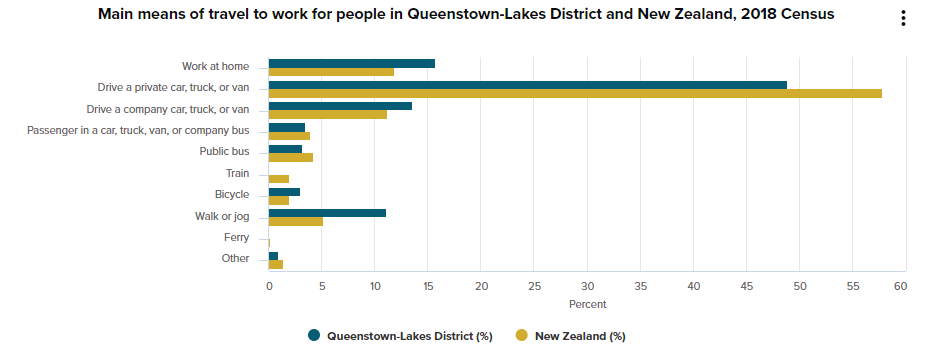 Main means of travel to work for people in Queenstown-Lakes District and New Zealand, 2018 Census
Work at home
Drive a private car, truck, or van
Drive a company car, truck, or van
Passenger in a car, truck, van, or company bus
Public bus
Train
Bicycle
Walk or jog
Ferry
Other
0 5 10 15 20 25 30 35 40 45 50 55 60
Percent
Queenstown-Lakes District (%) New Zealand (%)